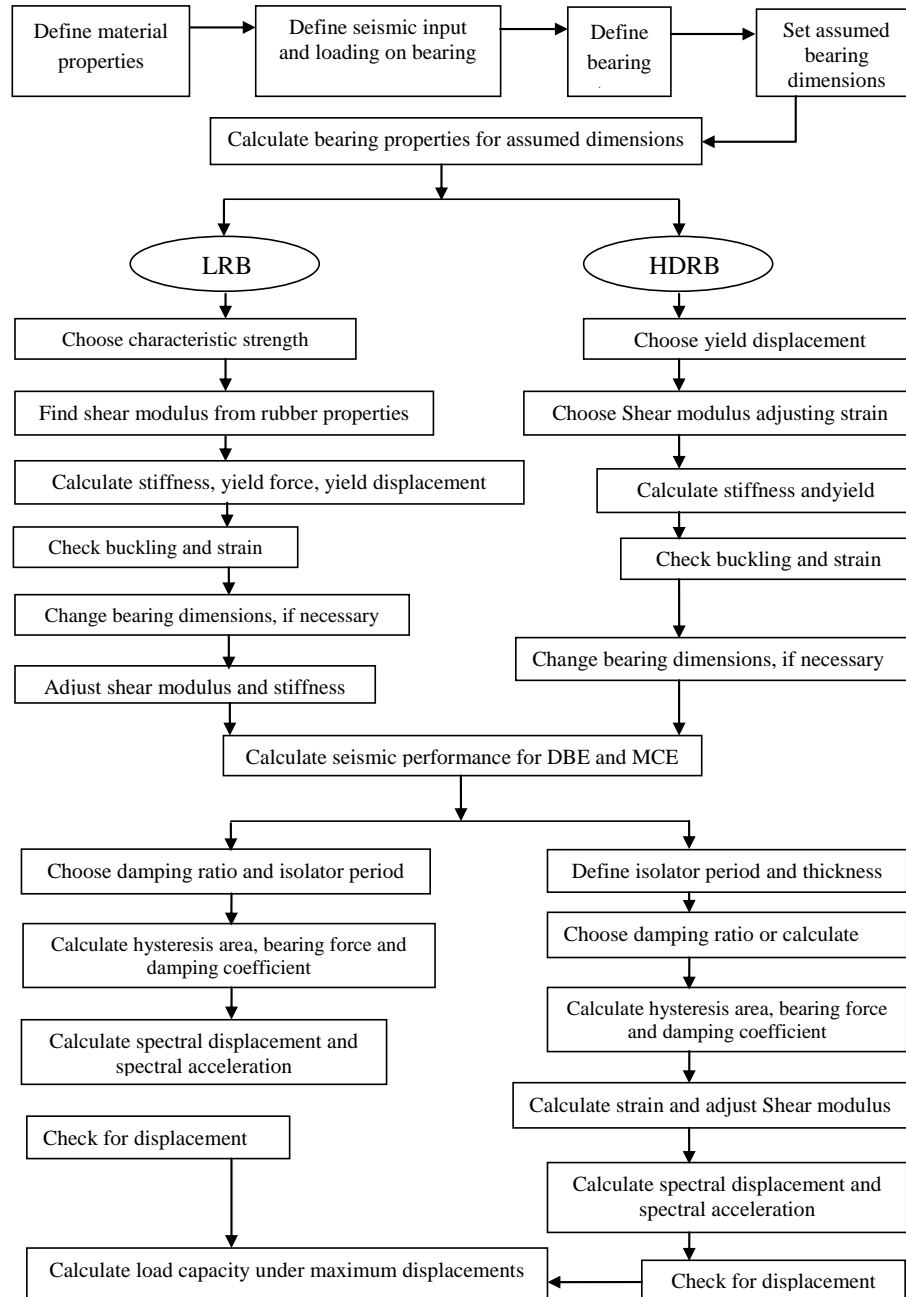 Define material
properties
Define seismic input
and loading on bearing
Define
bearing
Set assumed
bearing
dimensions
Calculate bearing properties for assumed dimensions
LRB
HDRB
Choose characteristic strength
Choose yield displacement
Find shear modulus from rubber properties
Choose Shear modulus adjusting strain
Calculate stiffness, yield force, yield displacement
Calculate stiffness andyield
Check buckling and strain
Check buckling and strain
Change bearing dimensions, if necessary
Change bearing dimensions, if necessary
Adjust shear modulus and stiffness
Calculate seismic performance for DBE and MCE
Choose damping ratio and isolator period
Define isolator period and thickness
Calculate hysteresis area, bearing force and
damping coefficient
Choose damping ratio or calculate
Calculate hysteresis area, bearing force
and damping coefficient
Calculate spectral displacement and
spectral acceleration
Calculate strain and adjust Shear modulus
Check for displacement
Calculate spectral displacement and
spectral acceleration
Calculate load capacity under maximum displacements
Check for displacement